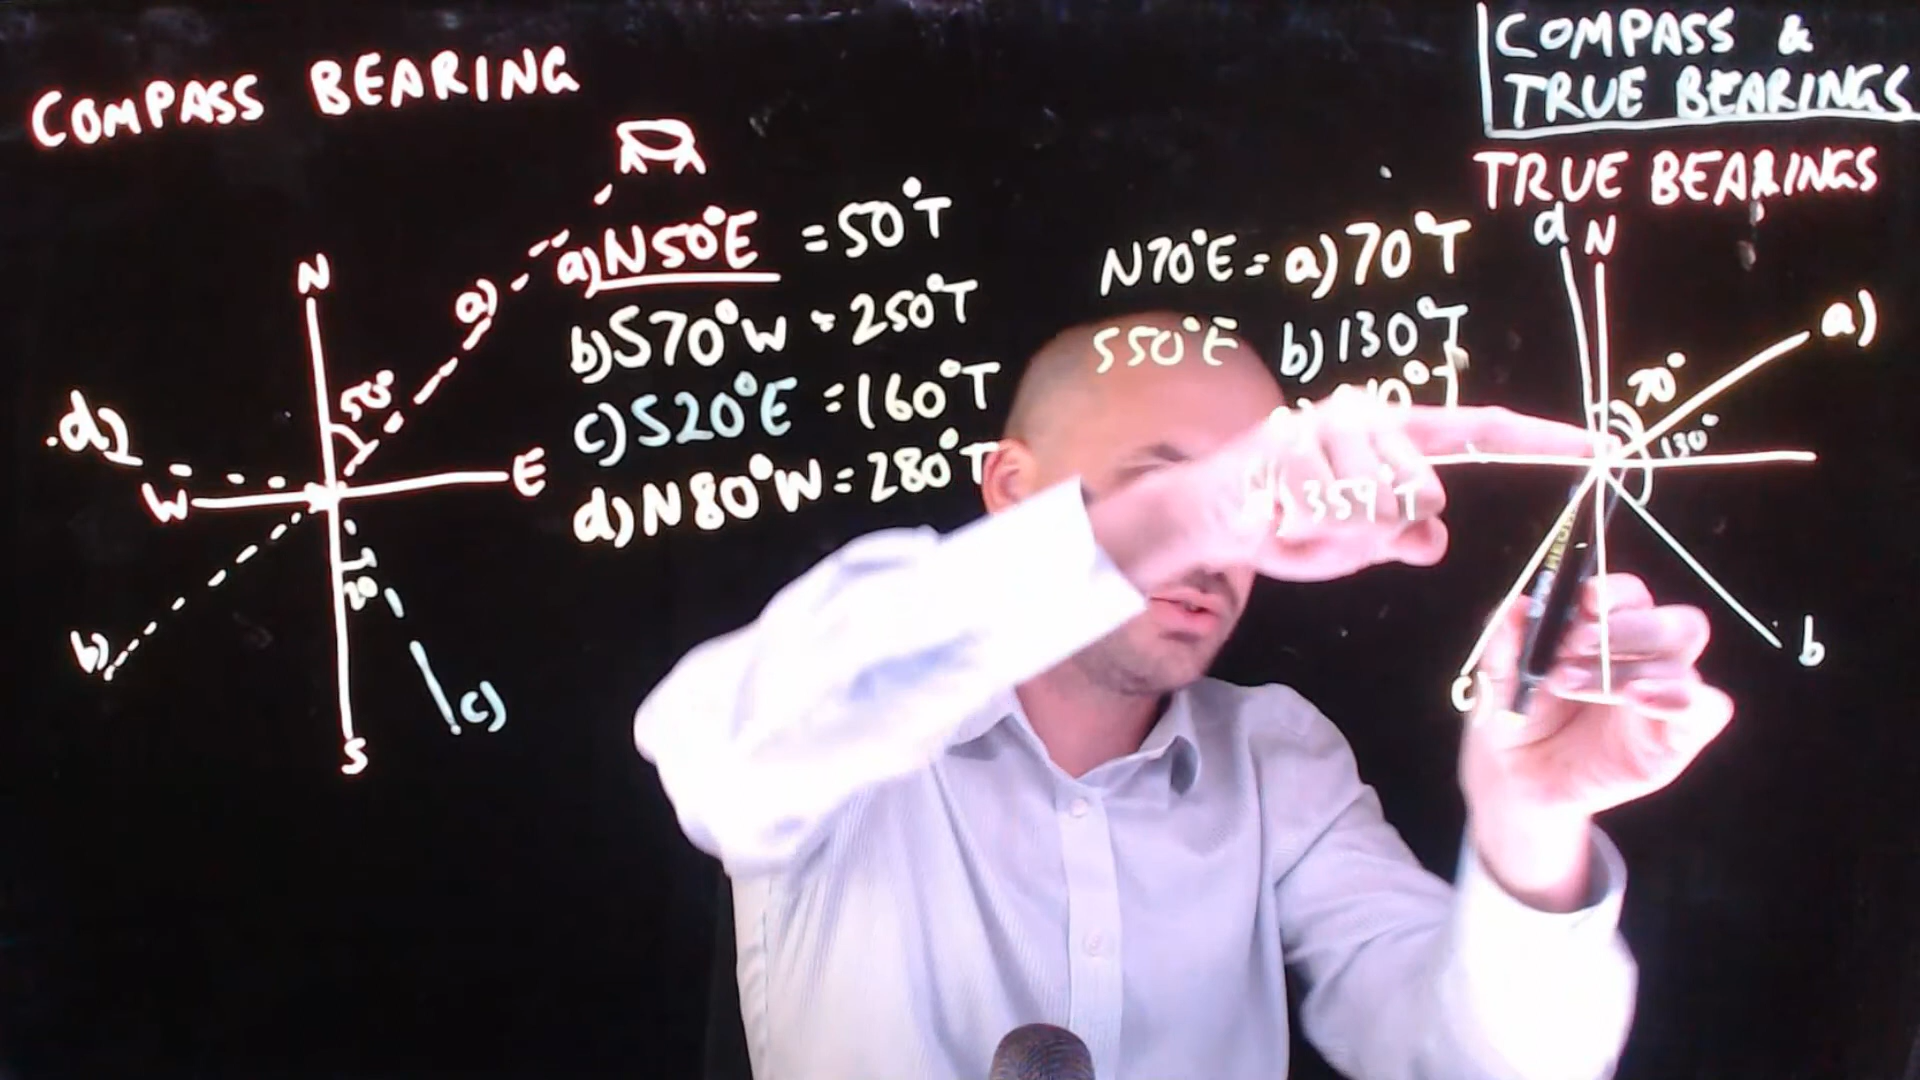 COMPASS BEARING
COMPASS &
TRUE BEARINGS
TRUE BEARINGS
a) N50°E = 50°T
b) S70°W = 250°T
c) S20°E = 160°T
d) N80°W = 280°T
N
50°
a)
d)
W
E
20
b)
c)
S
N70°E = a) 70°T
S50°E b) 130°T
359°T
d
N
a)
70°
130°
b
c)